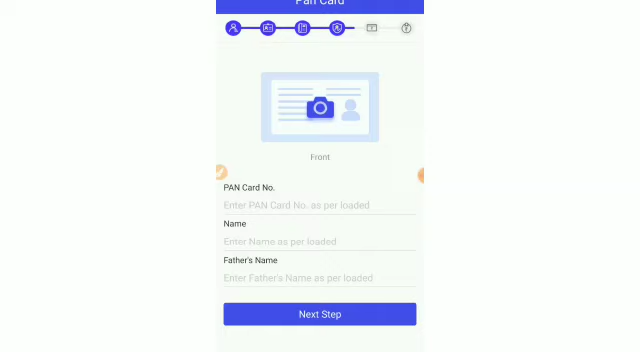 Pan Card
Front
PAN Card No.
Enter PAN Card No. as per loaded
Name
Enter Name as per loaded
Father's Name
Enter Father's Name as per loaded
Next Step